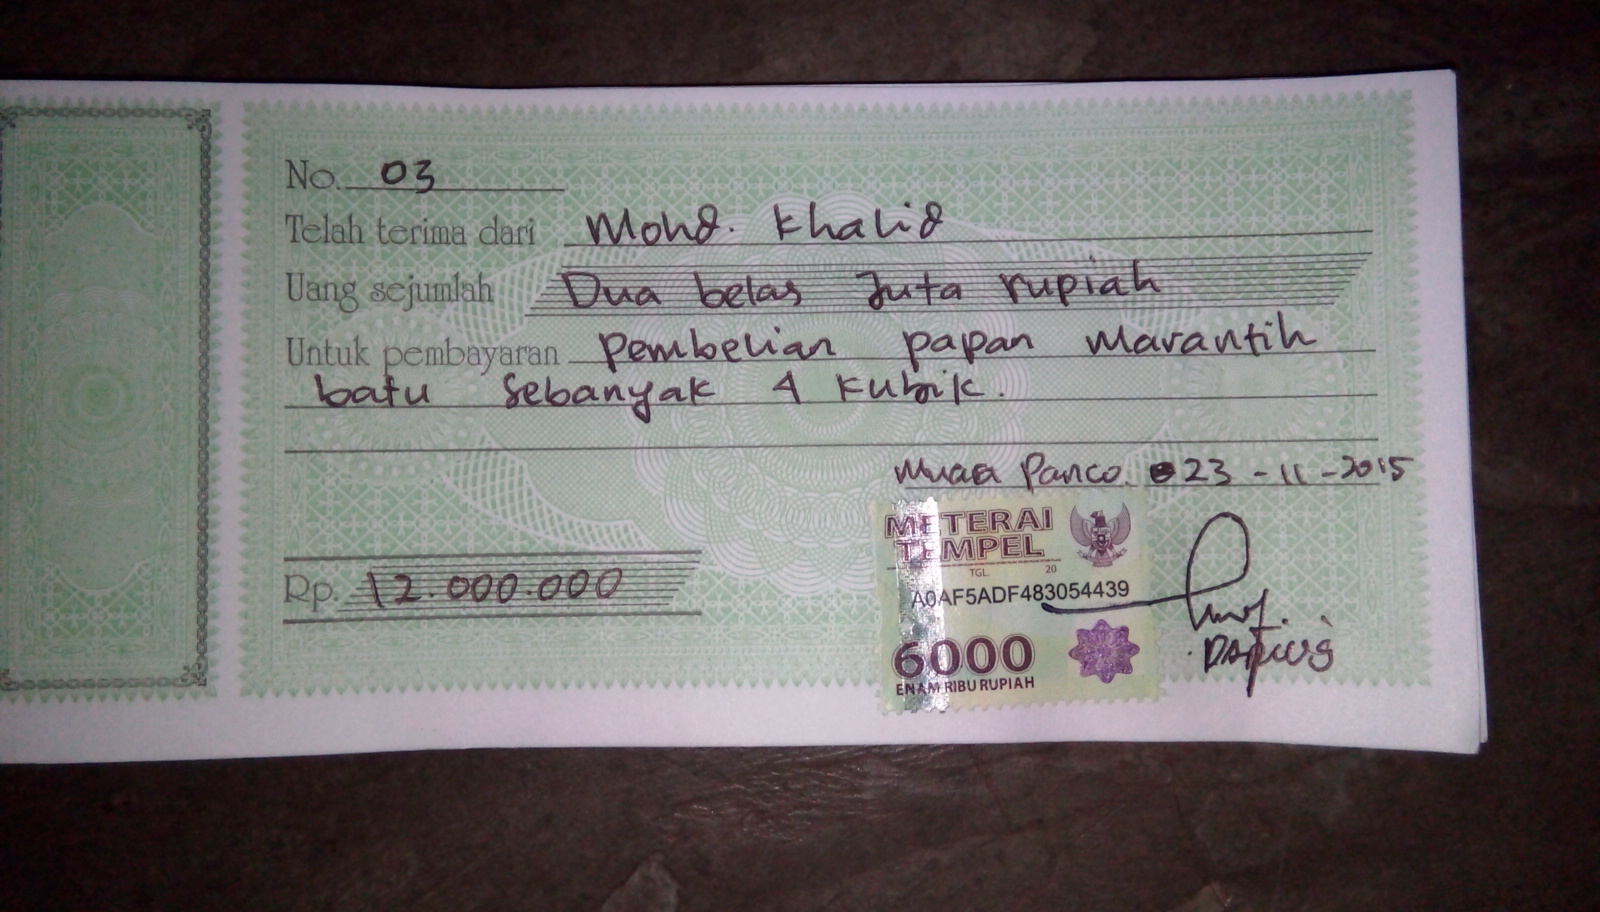 No. 03
Telah terima dari Mohd. Khalid
Uang sejumlah Dua belas Juta rupiah
Untuk pembayaran Pembelian papan Marantih
batu sebanyak 4 kubik.
Muaa Panco. 23-11-2015
METERAI
TEMPEL
TGL. 20
A0AF5ADF483054439
6000
ENAM RIBU RUPIAH
Rp. 12.000.000